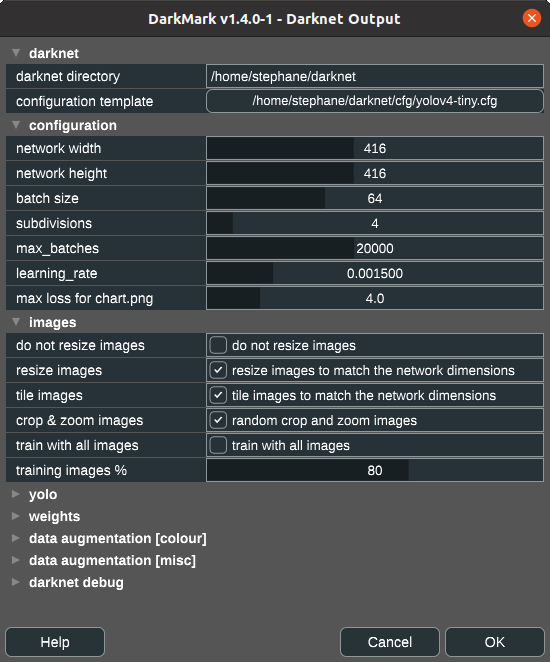 DarkMark v1.4.0-1 - Darknet Output
darknet
darknet directory /home/stephane/darknet
configuration template /home/stephane/darknet/cfg/yolov4-tiny.cfg
configuration
network width 416
network height 416
batch size 64
subdivisions 4
max_batches 20000
learning_rate 0.001500
max loss for chart.png 4.0
images
do not resize images do not resize images
resize images resize images to match the network dimensions
tile images tile images to match the network dimensions
crop & zoom images random crop and zoom images
train with all images train with all images
training images % 80
yolo
weights
data augmentation [colour]
data augmentation [misc]
darknet debug
Help Cancel OK